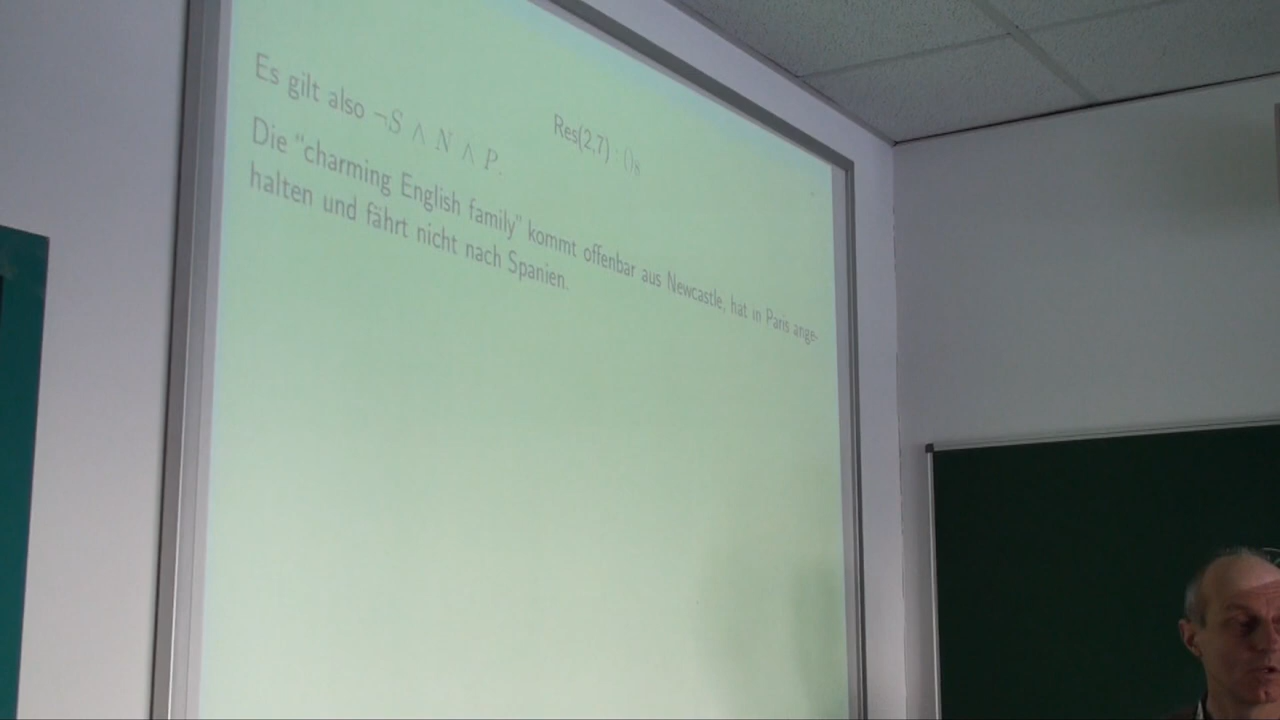 Res(2,7) : ()₈
Es gilt also ¬S ∧ N ∧ P.
Die "charming English family" kommt offenbar aus Newcastle, hat in Paris ange-
halten und fährt nicht nach Spanien.